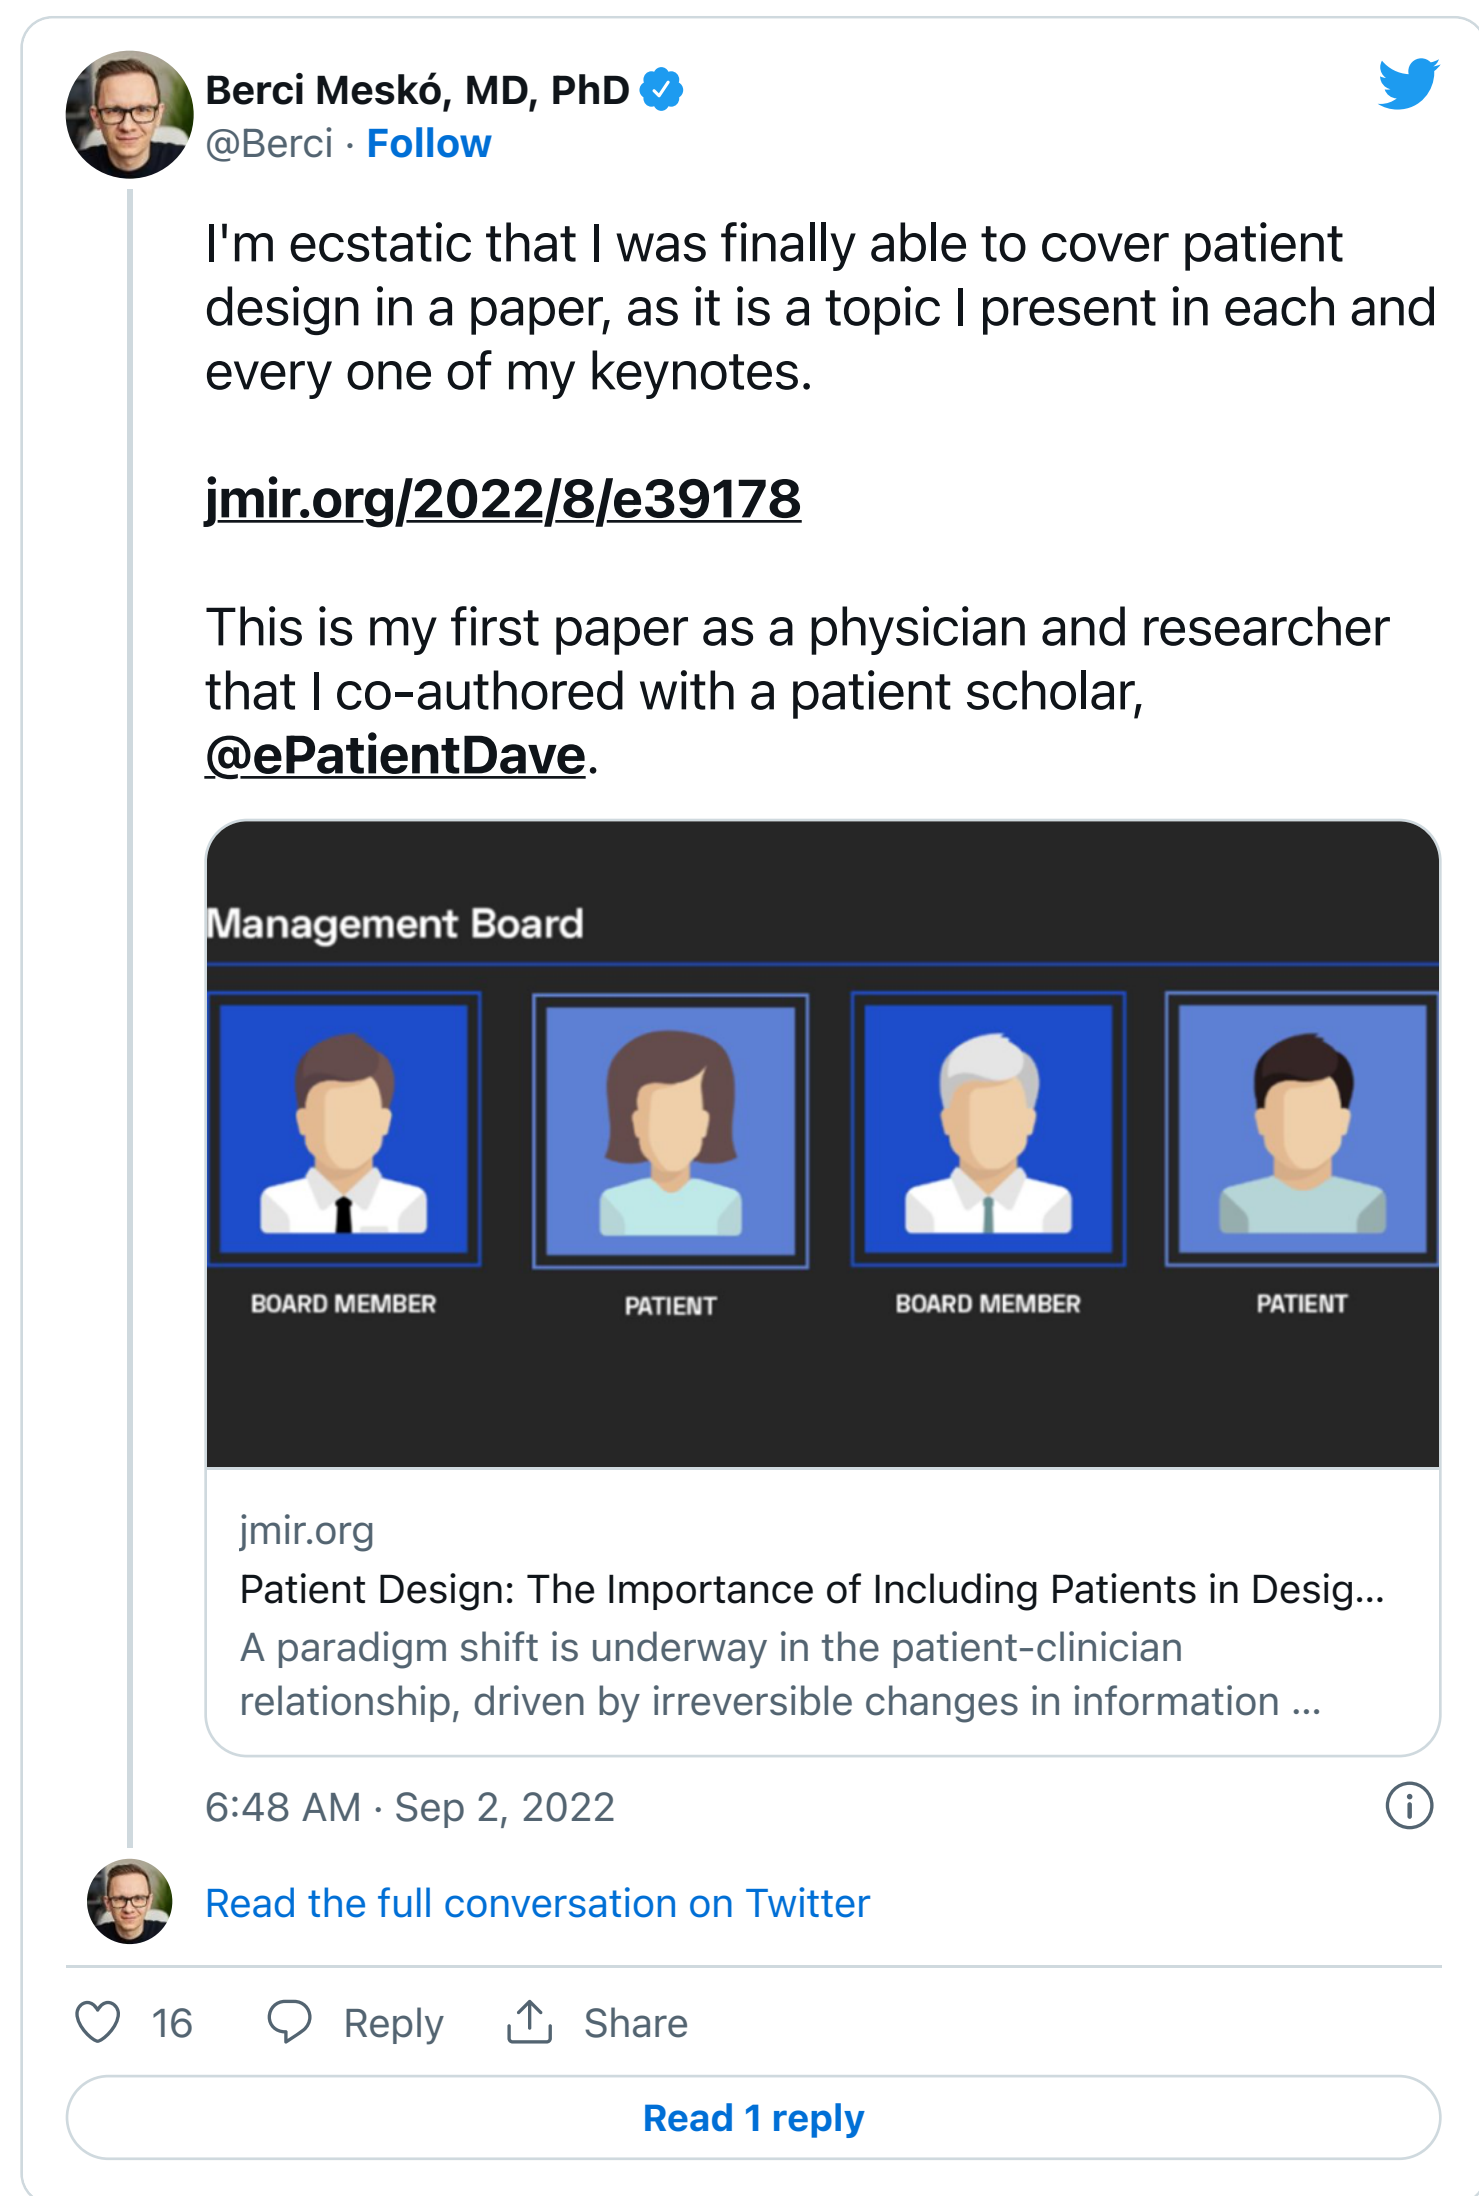 Berci Meskó, MD, PhD
@Berci · Follow
I'm ecstatic that I was finally able to cover patient
design in a paper, as it is a topic I present in each and
every one of my keynotes.
jmir.org/2022/8/e39178
This is my first paper as a physician and researcher
that I co-authored with a patient scholar,
@ePatientDave.
Management Board
BOARD MEMBER PATIENT BOARD MEMBER PATIENT
jmir.org
Patient Design: The Importance of Including Patients in Desig...
A paradigm shift is underway in the patient-clinician
relationship, driven by irreversible changes in information ...
6:48 AM · Sep 2, 2022
Read the full conversation on Twitter
16 Reply Share
Read 1 reply